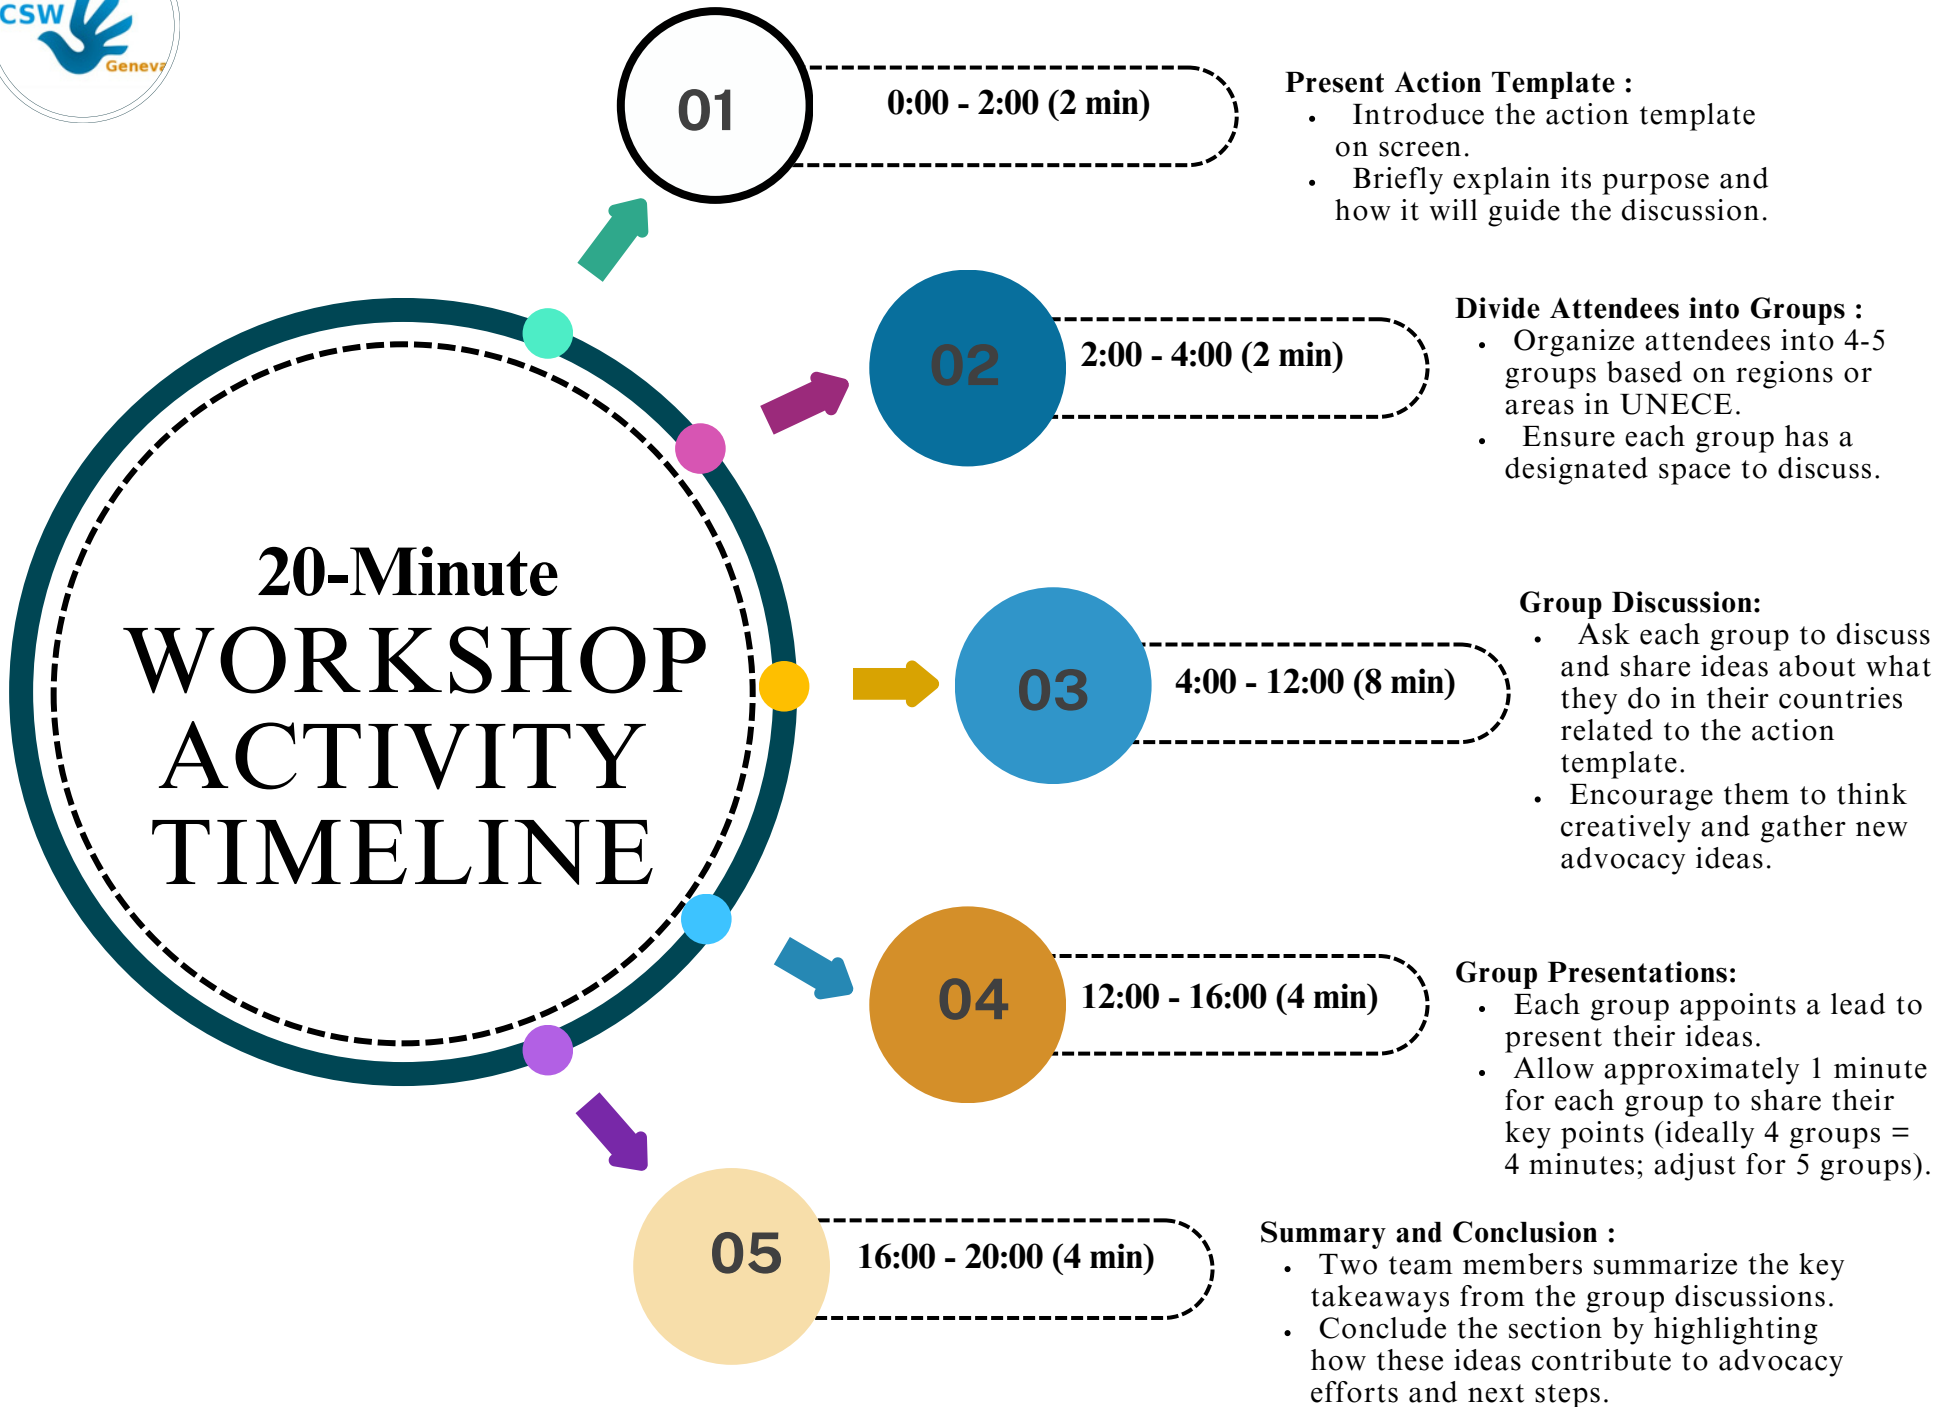 CSW
Geneva
20-Minute
WORKSHOP
ACTIVITY
TIMELINE
01
0:00 - 2:00 (2 min)
Present Action Template :
• Introduce the action template
on screen.
• Briefly explain its purpose and
how it will guide the discussion.
02
2:00 - 4:00 (2 min)
Divide Attendees into Groups :
• Organize attendees into 4-5
groups based on regions or
areas in UNECE.
• Ensure each group has a
designated space to discuss.
03
4:00 - 12:00 (8 min)
Group Discussion:
• Ask each group to discuss
and share ideas about what
they do in their countries
related to the action
template.
• Encourage them to think
creatively and gather new
advocacy ideas.
04
12:00 - 16:00 (4 min)
Group Presentations:
• Each group appoints a lead to
present their ideas.
• Allow approximately 1 minute
for each group to share their
key points (ideally 4 groups =
4 minutes; adjust for 5 groups).
05
16:00 - 20:00 (4 min)
Summary and Conclusion :
• Two team members summarize the key
takeaways from the group discussions.
• Conclude the section by highlighting
how these ideas contribute to advocacy
efforts and next steps.